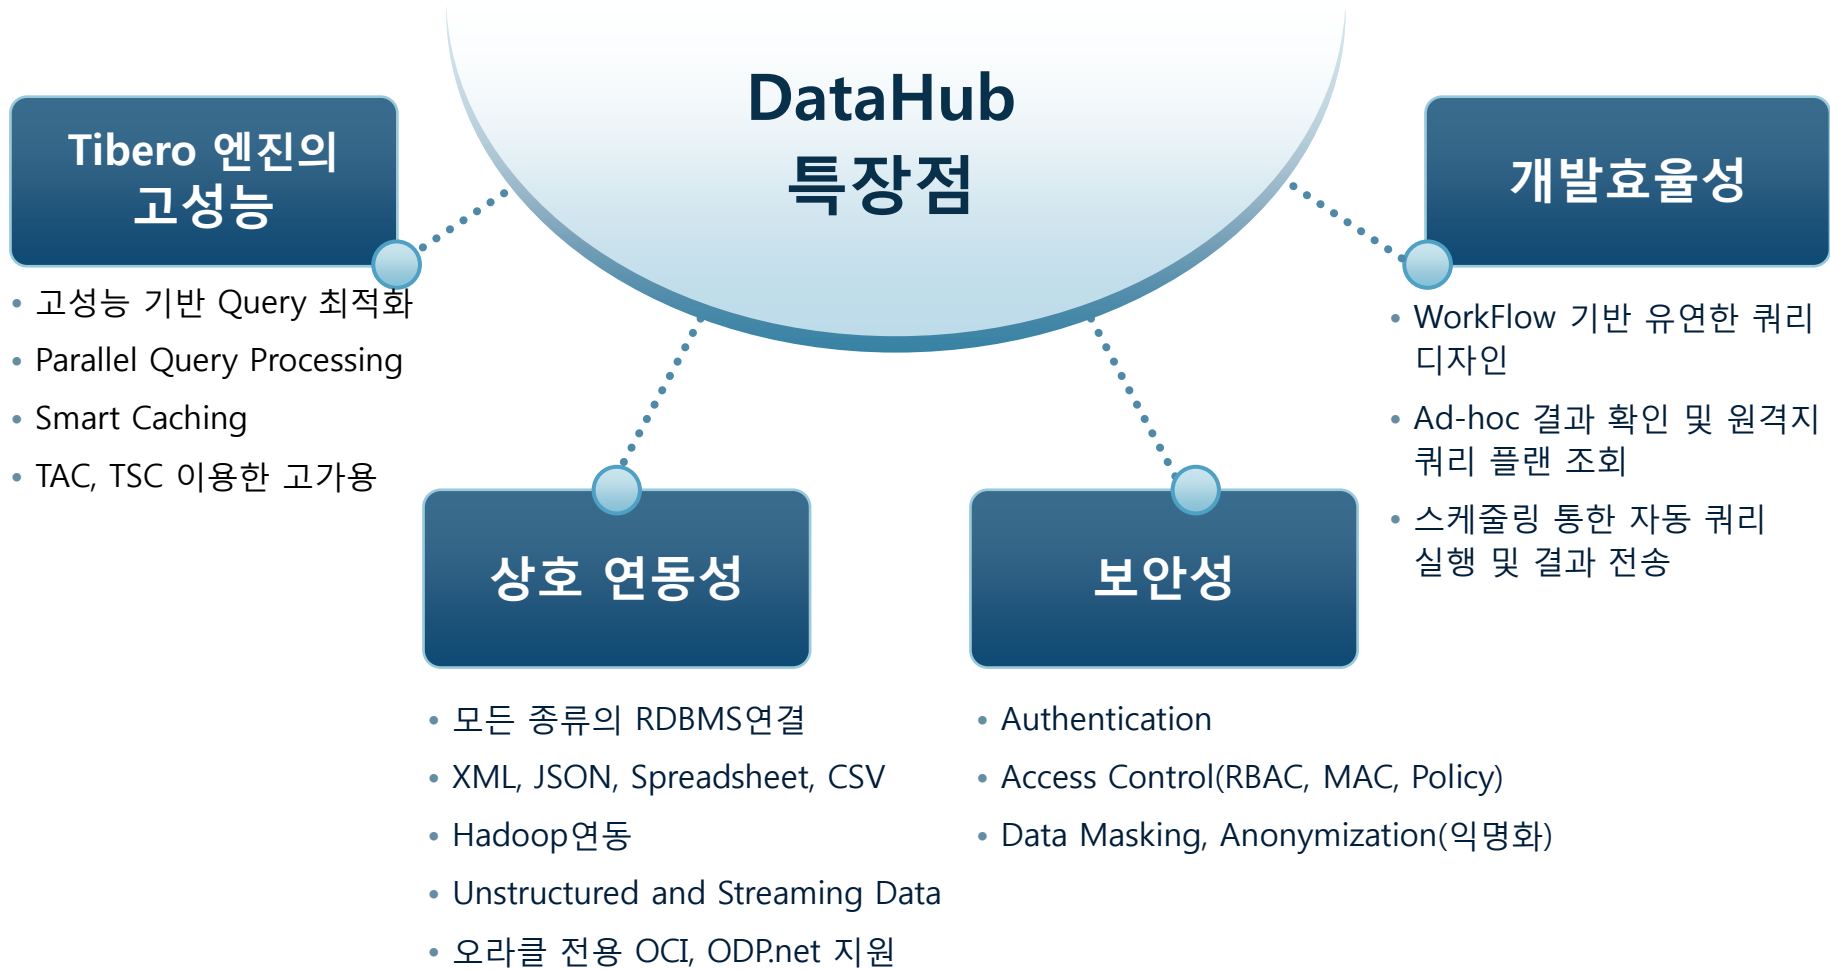 DataHub
특장점
Tibero 엔진의
고성능
• 고성능 기반 Query 최적화
• Parallel Query Processing
• Smart Caching
• TAC, TSC 이용한 고가용
상호 연동성
• 모든 종류의 RDBMS연결
• XML, JSON, Spreadsheet, CSV
• Hadoop연동
• Unstructured and Streaming Data
• 오라클 전용 OCI, ODP.net 지원
보안성
• Authentication
• Access Control(RBAC, MAC, Policy)
• Data Masking, Anonymization(익명화)
개발효율성
• WorkFlow 기반 유연한 쿼리
디자인
• Ad-hoc 결과 확인 및 원격지
쿼리 플랜 조회
• 스케줄링 통한 자동 쿼리
실행 및 결과 전송